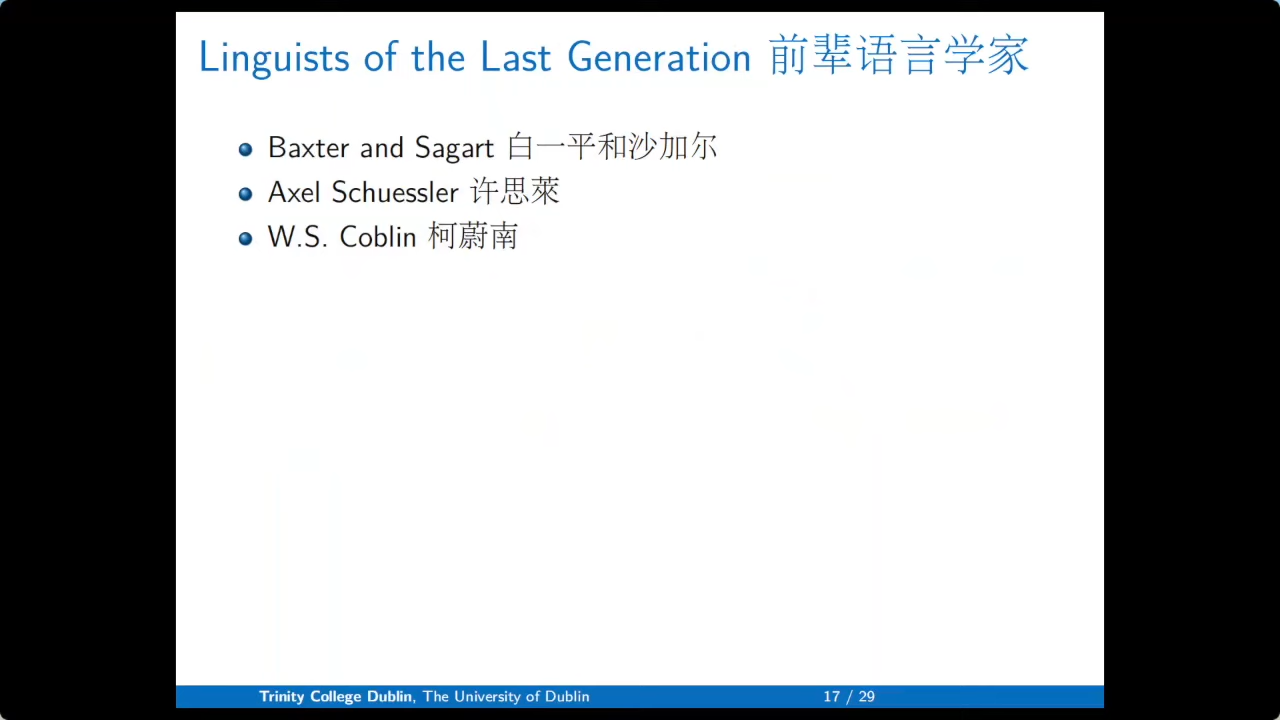 Linguists of the Last Generation 前辈语言学家
Baxter and Sagart 白一平和沙加尔
Axel Schuessler 许思萊
W.S. Coblin 柯蔚南
Trinity College Dublin, The University of Dublin 17 / 29